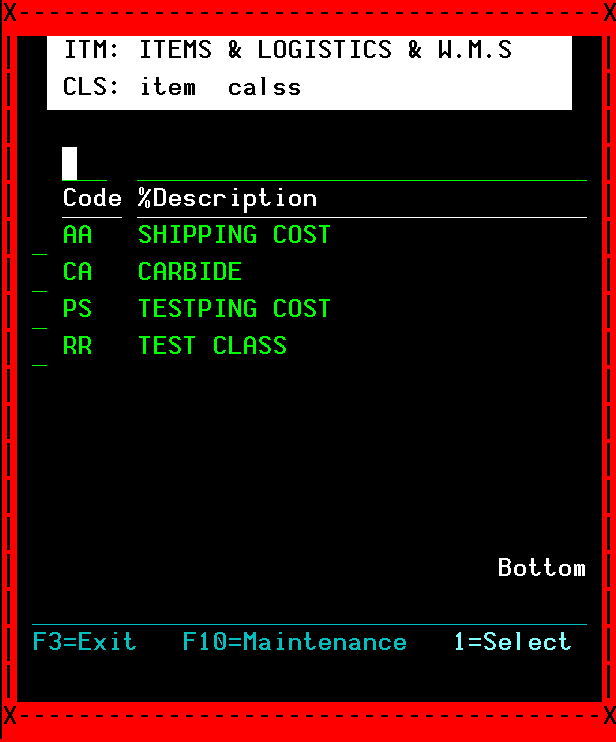 X--------------------------------------X
ITM: ITEMS & LOGISTICS & W.M.S
CLS: item calss
Code %Description
AA SHIPPING COST
CA CARBIDE
PS TESTPING COST
RR TEST CLASS
Bottom
F3=Exit F10=Maintenance 1=Select
X--------------------------------------X